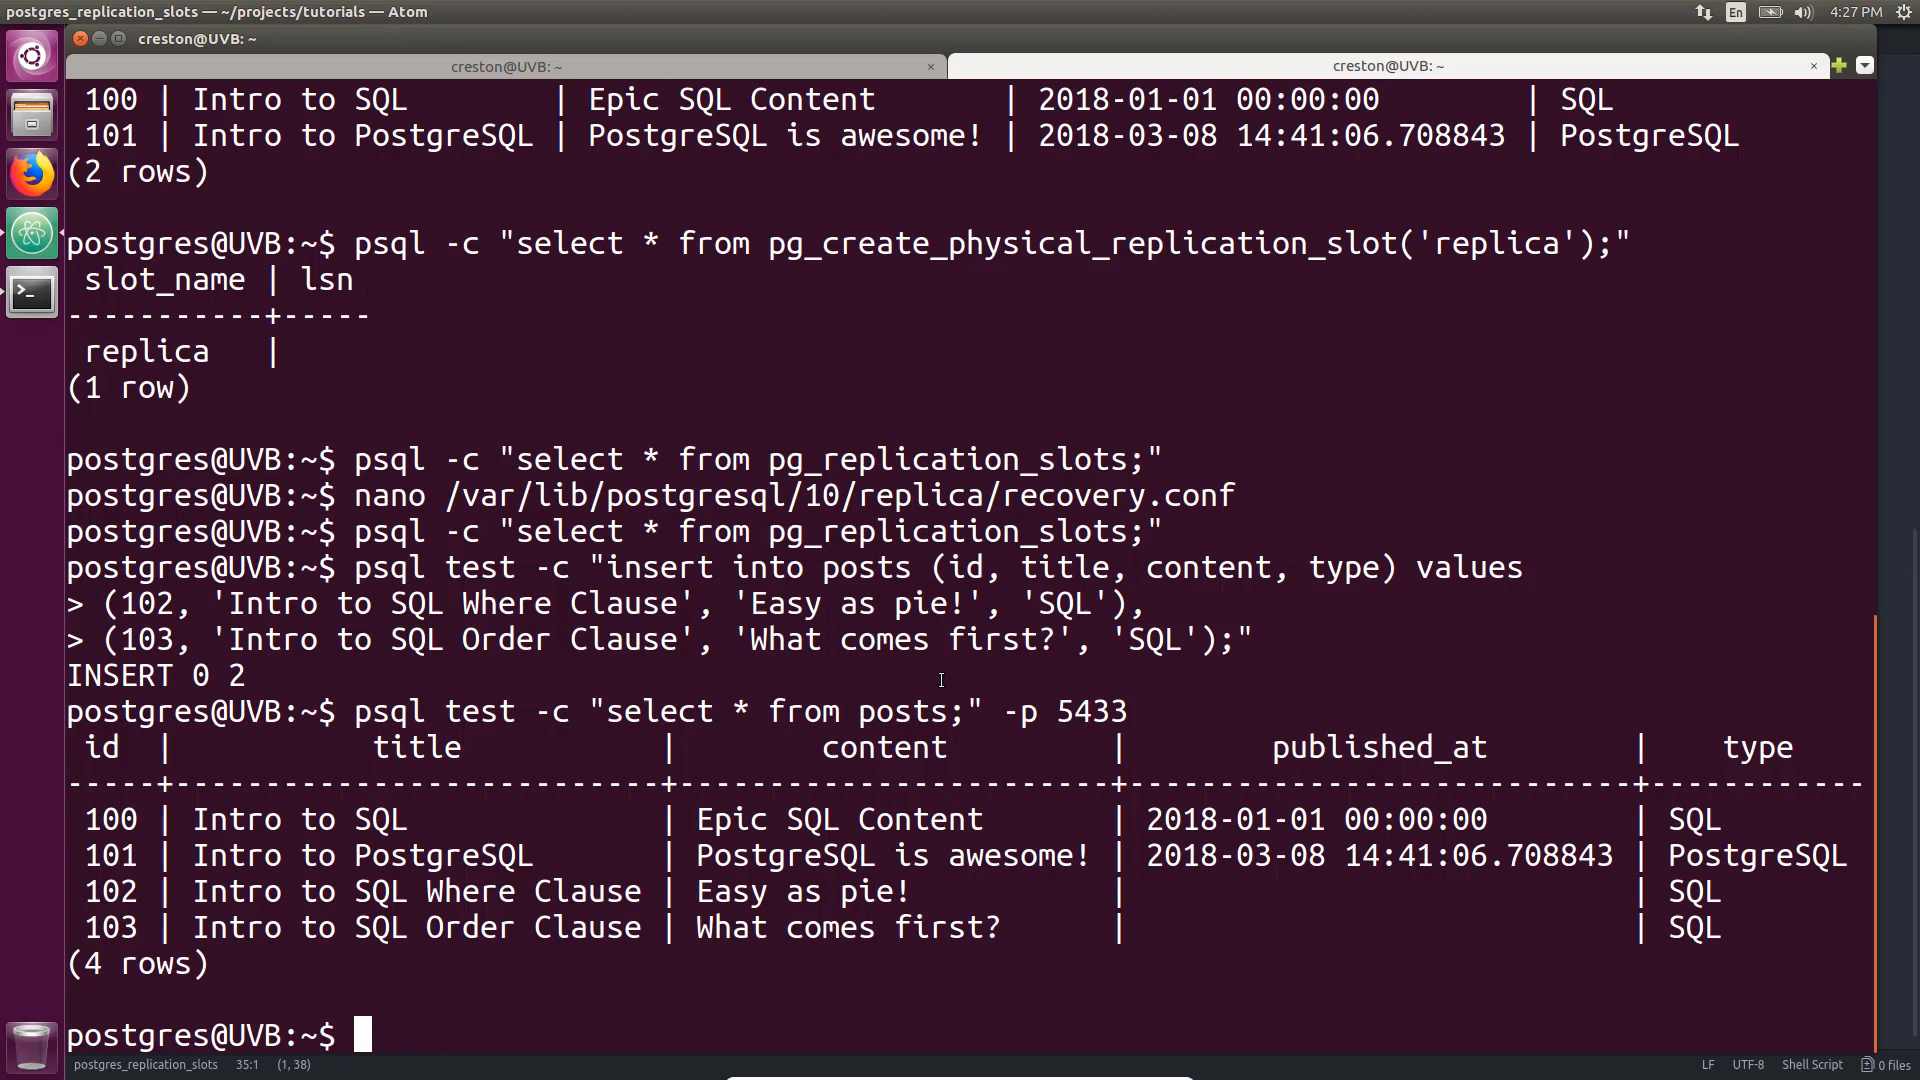 postgres_replication_slots — ~/projects/tutorials — Atom
En
4:27 PM
creston@UVB: ~
creston@UVB: ~ ×
creston@UVB: ~ ×
 100 | Intro to SQL        | Epic SQL Content       | 2018-01-01 00:00:00        | SQL
 101 | Intro to PostgreSQL | PostgreSQL is awesome! | 2018-03-08 14:41:06.708843 | PostgreSQL
(2 rows)
postgres@UVB:~$ psql -c "select * from pg_create_physical_replication_slot('replica');"
 slot_name | lsn
-----------+-----
 replica   |
(1 row)
postgres@UVB:~$ psql -c "select * from pg_replication_slots;"
postgres@UVB:~$ nano /var/lib/postgresql/10/replica/recovery.conf
postgres@UVB:~$ psql -c "select * from pg_replication_slots;"
postgres@UVB:~$ psql test -c "insert into posts (id, title, content, type) values
> (102, 'Intro to SQL Where Clause', 'Easy as pie!', 'SQL'),
> (103, 'Intro to SQL Order Clause', 'What comes first?', 'SQL');"
INSERT 0 2
postgres@UVB:~$ psql test -c "select * from posts;" -p 5433
 id  |           title           |        content         |        published_at        |    type
-----+---------------------------+------------------------+----------------------------+------------
 100 | Intro to SQL              | Epic SQL Content       | 2018-01-01 00:00:00        | SQL
 101 | Intro to PostgreSQL       | PostgreSQL is awesome! | 2018-03-08 14:41:06.708843 | PostgreSQL
 102 | Intro to SQL Where Clause | Easy as pie!           |                            | SQL
 103 | Intro to SQL Order Clause | What comes first?      |                            | SQL
(4 rows)
postgres@UVB:~$
postgres_replication_slots 35:1 (1, 38) LF UTF-8 Shell Script 0 files